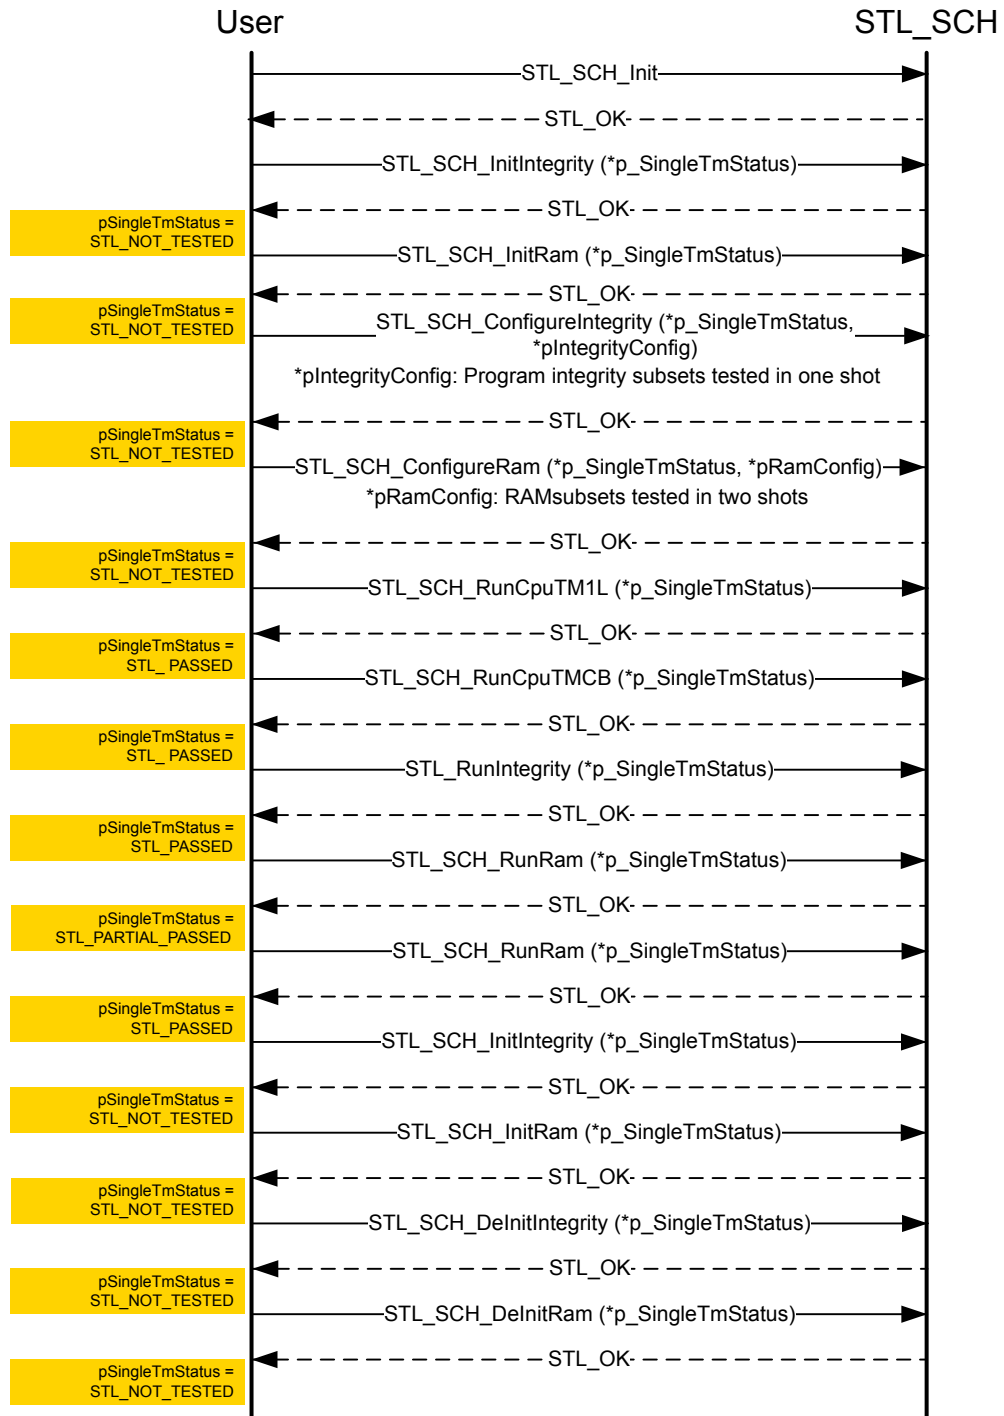 User
STL_SCH
STL_SCH_Init
STL_OK
STL_SCH_InitIntegrity (*p_SingleTmStatus)
STL_OK
pSingleTmStatus =
STL_NOT_TESTED
STL_SCH_InitRam (*p_SingleTmStatus)
STL_OK
pSingleTmStatus =
STL_NOT_TESTED
STL_SCH_ConfigureIntegrity (*p_SingleTmStatus,
*pIntegrityConfig)
*pIntegrityConfig: Program integrity subsets tested in one shot
STL_OK
pSingleTmStatus =
STL_NOT_TESTED
STL_SCH_ConfigureRam (*p_SingleTmStatus, *pRamConfig)
*pRamConfig: RAMsubsets tested in two shots
STL_OK
pSingleTmStatus =
STL_NOT_TESTED
STL_SCH_RunCpuTM1L (*p_SingleTmStatus)
STL_OK
pSingleTmStatus =
STL_ PASSED
STL_SCH_RunCpuTMCB (*p_SingleTmStatus)
STL_OK
pSingleTmStatus =
STL_ PASSED
STL_RunIntegrity (*p_SingleTmStatus)
STL_OK
pSingleTmStatus =
STL_PASSED
STL_SCH_RunRam (*p_SingleTmStatus)
STL_OK
pSingleTmStatus =
STL_PARTIAL_PASSED
STL_SCH_RunRam (*p_SingleTmStatus)
STL_OK
pSingleTmStatus =
STL_PASSED
STL_SCH_InitIntegrity (*p_SingleTmStatus)
STL_OK
pSingleTmStatus =
STL_NOT_TESTED
STL_SCH_InitRam (*p_SingleTmStatus)
STL_OK
pSingleTmStatus =
STL_NOT_TESTED
STL_SCH_DeInitIntegrity (*p_SingleTmStatus)
STL_OK
pSingleTmStatus =
STL_NOT_TESTED
STL_SCH_DeInitRam (*p_SingleTmStatus)
STL_OK
pSingleTmStatus =
STL_NOT_TESTED